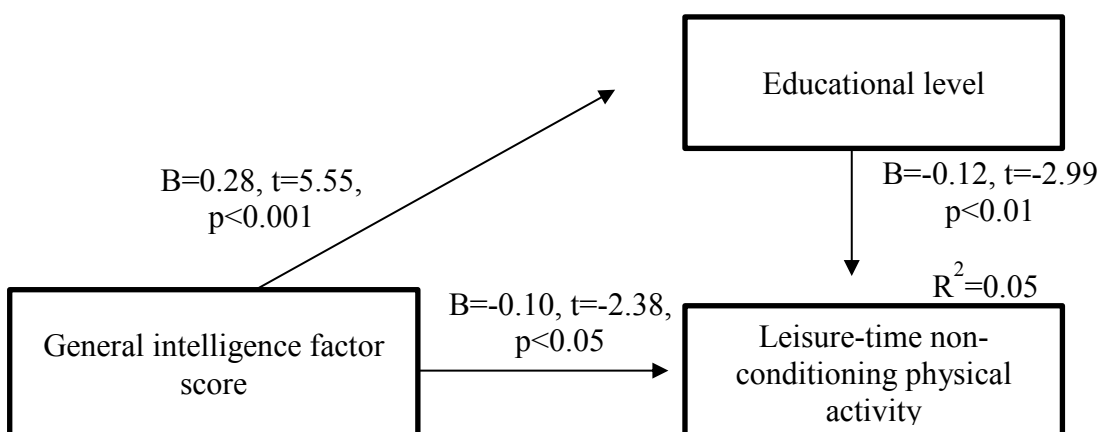 Educational level
B=0.28, t=5.55,
p<0.001
B=-0.12, t=-2.99
p<0.01
R²=0.05
B=-0.10, t=-2.38,
p<0.05
General intelligence factor
score
Leisure-time non-
conditioning physical
activity